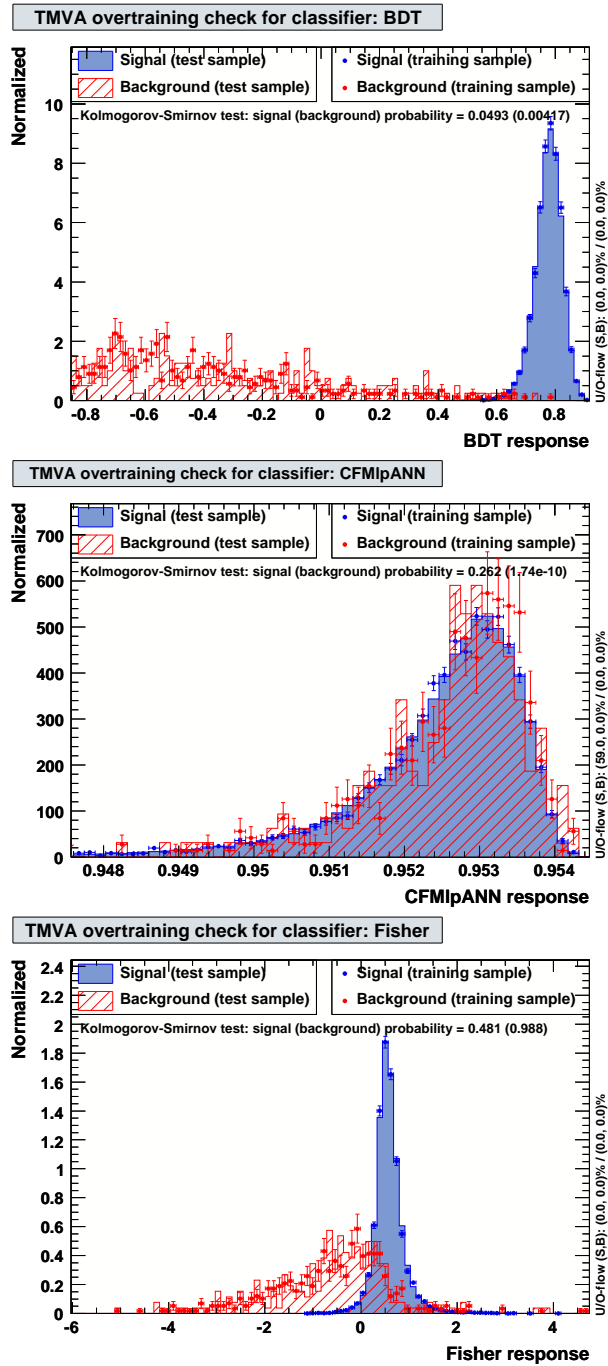 TMVA overtraining check for classifier: BDT
Signal (test sample)
Background (test sample)
Signal (training sample)
Background (training sample)
Kolmogorov-Smirnov test: signal (background) probability = 0.0493 (0.00417)
Normalized
10
8
6
4
2
0
-0.8 -0.6 -0.4 -0.2 0 0.2 0.4 0.6 0.8
BDT response
U/O-flow (S,B): (0.0, 0.0)% / (0.0, 0.0)%
TMVA overtraining check for classifier: CFMlpANN
Signal (test sample)
Background (test sample)
Signal (training sample)
Background (training sample)
Kolmogorov-Smirnov test: signal (background) probability = 0.262 (1.74e-10)
Normalized
700
600
500
400
300
200
100
0
0.948 0.949 0.95 0.951 0.952 0.953 0.954
CFMlpANN response
U/O-flow (S,B): (59.0, 0.0)% / (0.0, 0.0)%
TMVA overtraining check for classifier: Fisher
Signal (test sample)
Background (test sample)
Signal (training sample)
Background (training sample)
Kolmogorov-Smirnov test: signal (background) probability = 0.481 (0.988)
Normalized
2.4
2.2
2
1.8
1.6
1.4
1.2
1
0.8
0.6
0.4
0.2
0
-6 -4 -2 0 2 4
Fisher response
U/O-flow (S,B): (0.0, 0.0)% / (0.0, 0.0)%